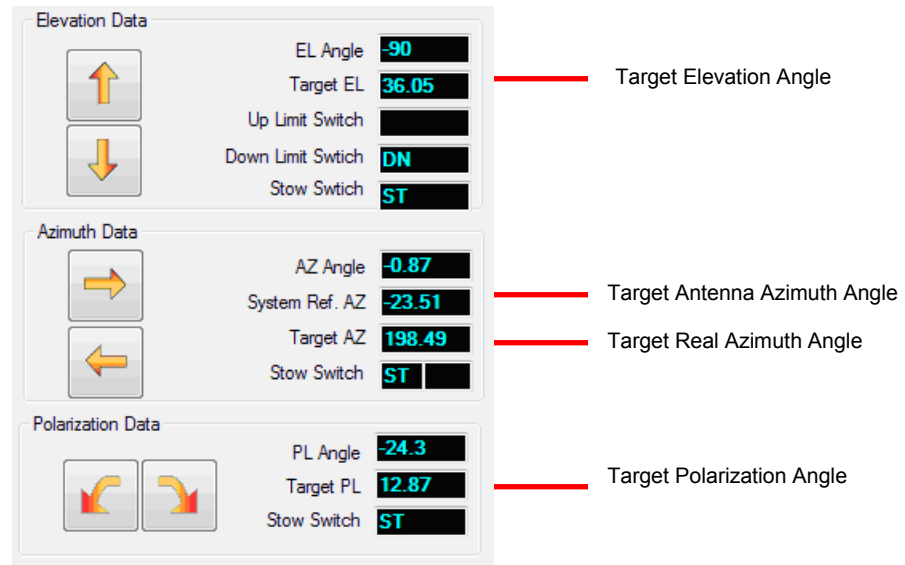 Elevation Data
EL Angle -90
Target EL 36.05 Target Elevation Angle
Up Limit Switch
Down Limit Swtich DN
Stow Swtich ST
Azimuth Data
AZ Angle -0.87
System Ref. AZ -23.51 Target Antenna Azimuth Angle
Target AZ 198.49 Target Real Azimuth Angle
Stow Switch ST
Polarization Data
PL Angle -24.3
Target PL 12.87 Target Polarization Angle
Stow Switch ST